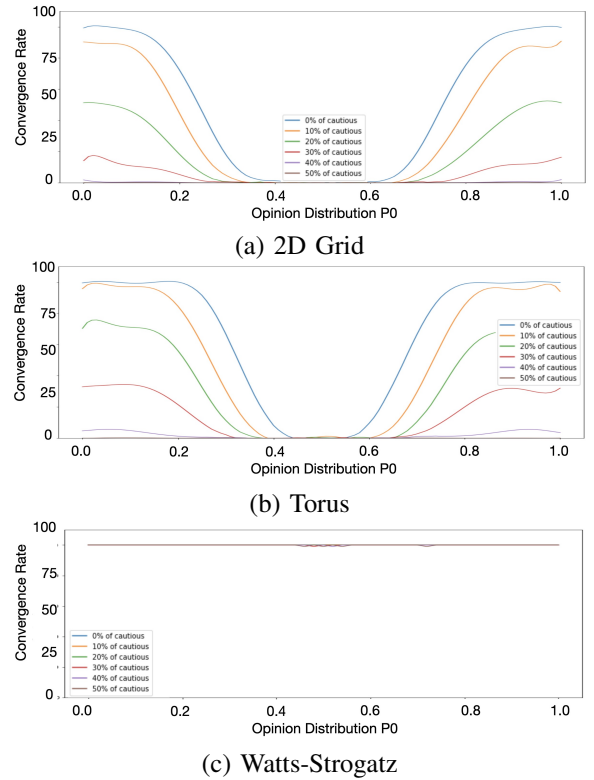 100
75
50
25
0
Convergence Rate
0% of cautious
10% of cautious
20% of cautious
30% of cautious
40% of cautious
50% of cautious
0.0 0.2 0.4 0.6 0.8 1.0
Opinion Distribution P0
(a) 2D Grid
100
75
50
25
0
Convergence Rate
0% of cautious
10% of cautious
20% of cautious
30% of cautious
40% of cautious
50% of cautious
0.0 0.2 0.4 0.6 0.8 1.0
Opinion Distribution P0
(b) Torus
100
75
50
25
0
Convergence Rate
0% of cautious
10% of cautious
20% of cautious
30% of cautious
40% of cautious
50% of cautious
0.0 0.2 0.4 0.6 0.8 1.0
Opinion Distribution P0
(c) Watts-Strogatz